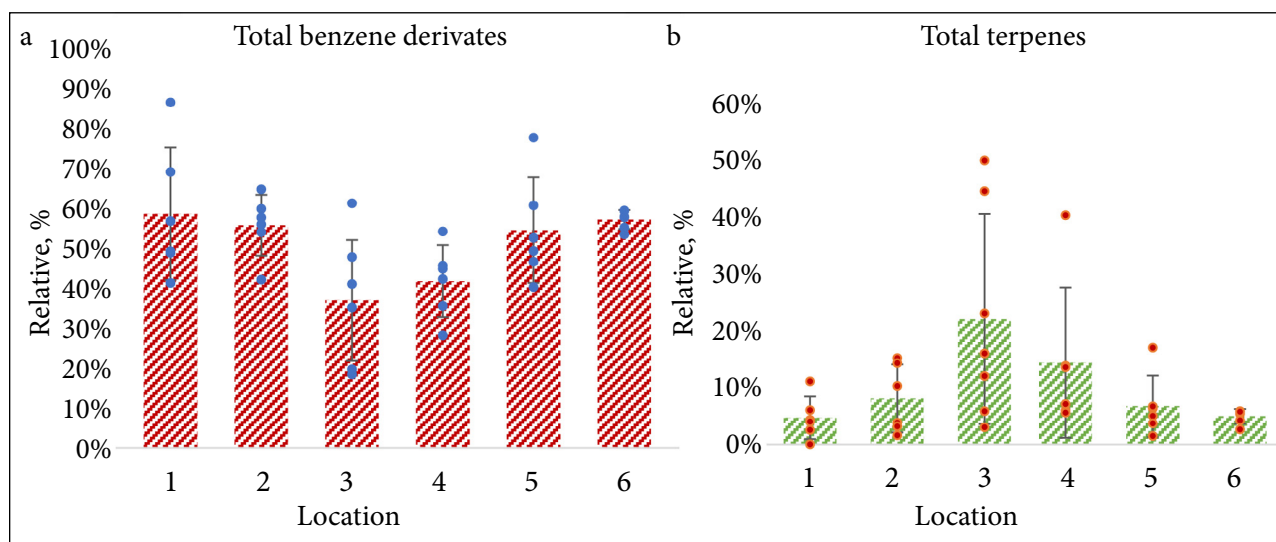 a
Total benzene derivates
100%
90%
80%
70%
60%
50%
40%
30%
20%
10%
0%
Relative, %
1 2 3 4 5 6
Location
b
Total terpenes
60%
50%
40%
30%
20%
10%
0%
Relative, %
1 2 3 4 5 6
Location